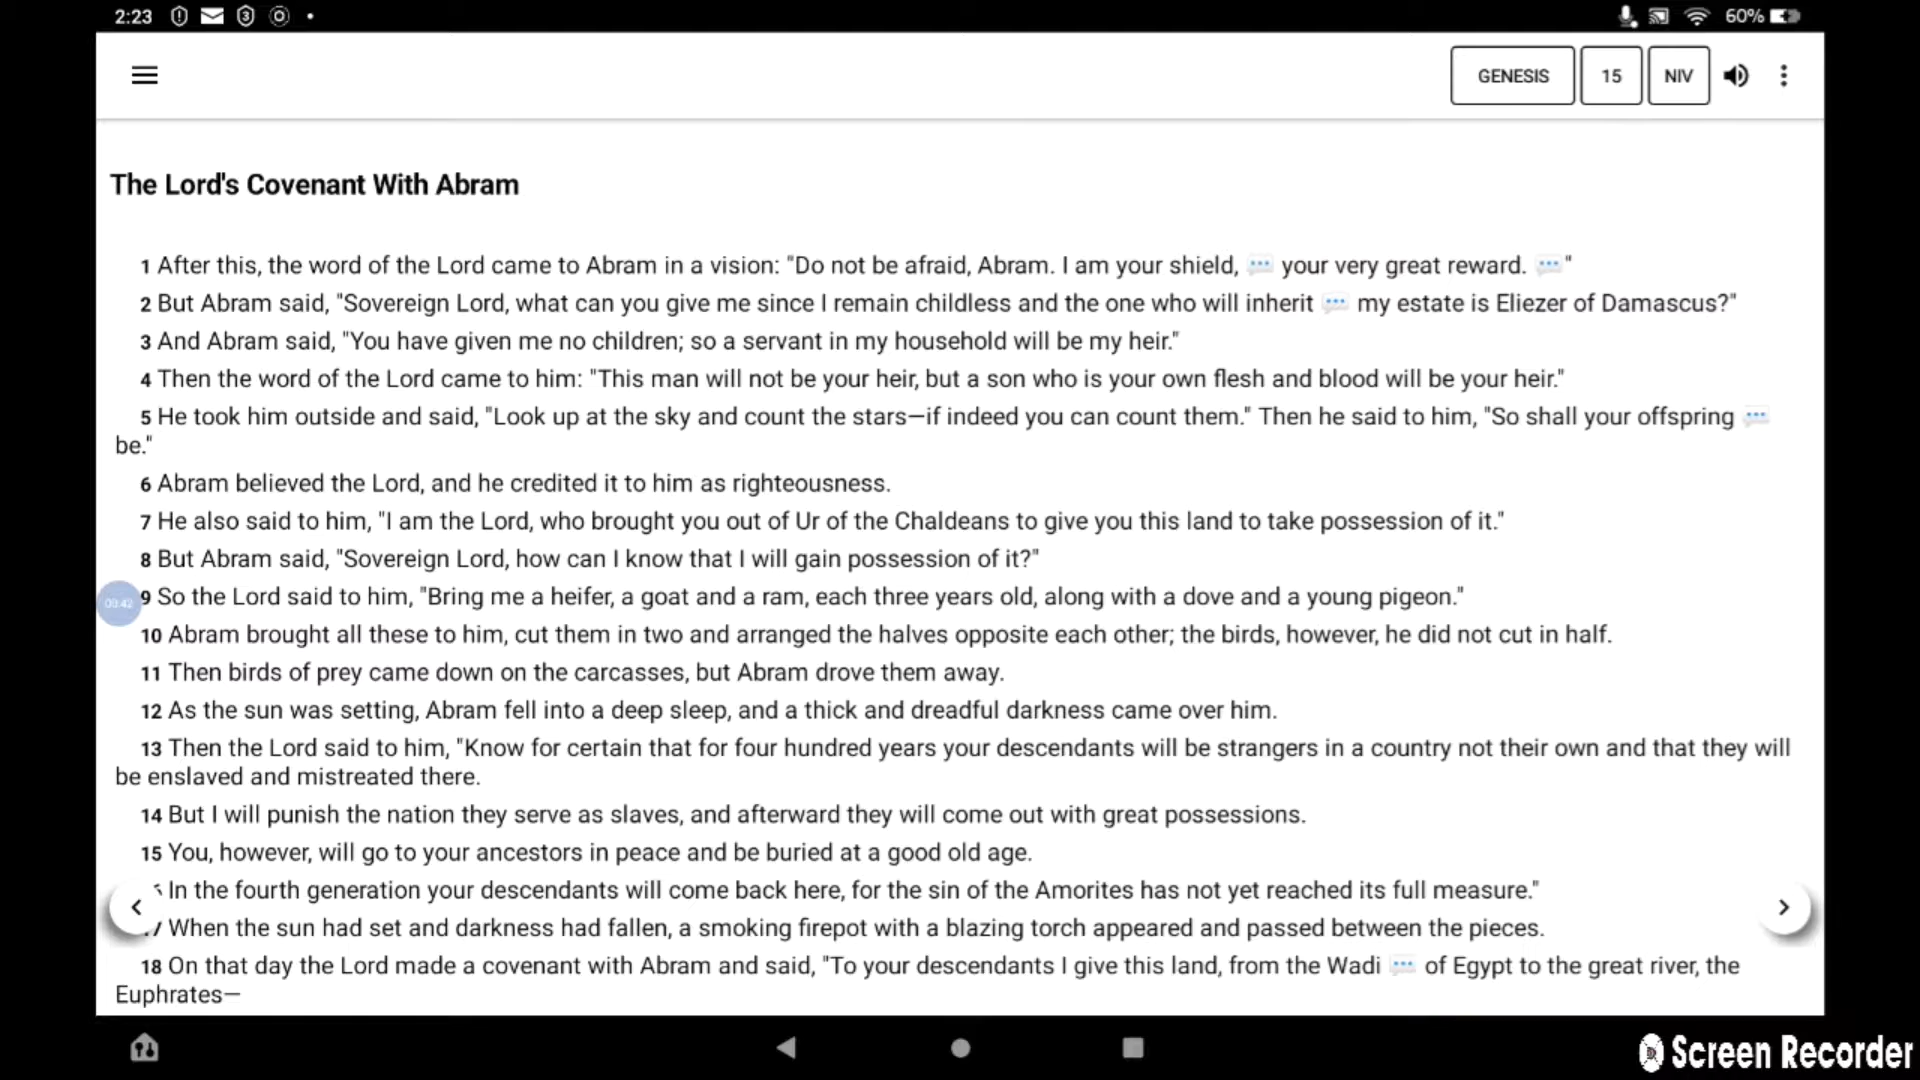 2:23
60%
GENESIS 15 NIV
The Lord's Covenant With Abram
1 After this, the word of the Lord came to Abram in a vision: "Do not be afraid, Abram. I am your shield, your very great reward. "
2 But Abram said, "Sovereign Lord, what can you give me since I remain childless and the one who will inherit my estate is Eliezer of Damascus?"
3 And Abram said, "You have given me no children; so a servant in my household will be my heir."
4 Then the word of the Lord came to him: "This man will not be your heir, but a son who is your own flesh and blood will be your heir."
5 He took him outside and said, "Look up at the sky and count the stars—if indeed you can count them." Then he said to him, "So shall your offspring
be."
6 Abram believed the Lord, and he credited it to him as righteousness.
7 He also said to him, "I am the Lord, who brought you out of Ur of the Chaldeans to give you this land to take possession of it."
8 But Abram said, "Sovereign Lord, how can I know that I will gain possession of it?"
00:42
9 So the Lord said to him, "Bring me a heifer, a goat and a ram, each three years old, along with a dove and a young pigeon."
10 Abram brought all these to him, cut them in two and arranged the halves opposite each other; the birds, however, he did not cut in half.
11 Then birds of prey came down on the carcasses, but Abram drove them away.
12 As the sun was setting, Abram fell into a deep sleep, and a thick and dreadful darkness came over him.
13 Then the Lord said to him, "Know for certain that for four hundred years your descendants will be strangers in a country not their own and that they will
be enslaved and mistreated there.
14 But I will punish the nation they serve as slaves, and afterward they will come out with great possessions.
15 You, however, will go to your ancestors in peace and be buried at a good old age.
In the fourth generation your descendants will come back here, for the sin of the Amorites has not yet reached its full measure."
7 When the sun had set and darkness had fallen, a smoking firepot with a blazing torch appeared and passed between the pieces.
18 On that day the Lord made a covenant with Abram and said, "To your descendants I give this land, from the Wadi of Egypt to the great river, the
Euphrates—
Screen Recorder